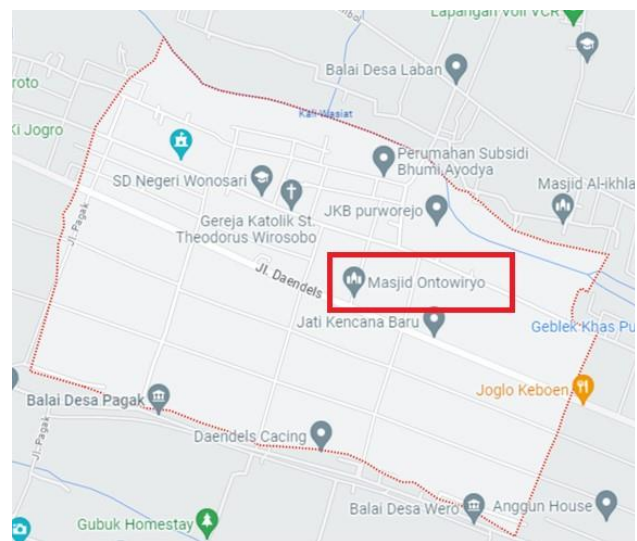 Lapangan Voli VCR
Balai Desa Laban
roto
Kali Wasiat
Ki Jogro
Perumahan Subsidi
Bhumi Ayodya
SD Negeri Wonosari
Masjid Al-ikhla
JKB purworejo
Gereja Katolik St.
Theodorus Wirosobo
Jl. Pagak
Jl. Daendels
Masjid Ontowiryo
Jati Kencana Baru
Geblek Khas Pu
Joglo Keboen
Balai Desa Pagak
Daendels Cacing
Jl. Pagak
Balai Desa Wero
Anggun House
Gubuk Homestay